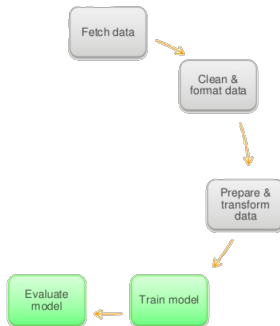 Fetch data
Clean &
format data
Prepare &
transform
data
Train model
Evaluate
model